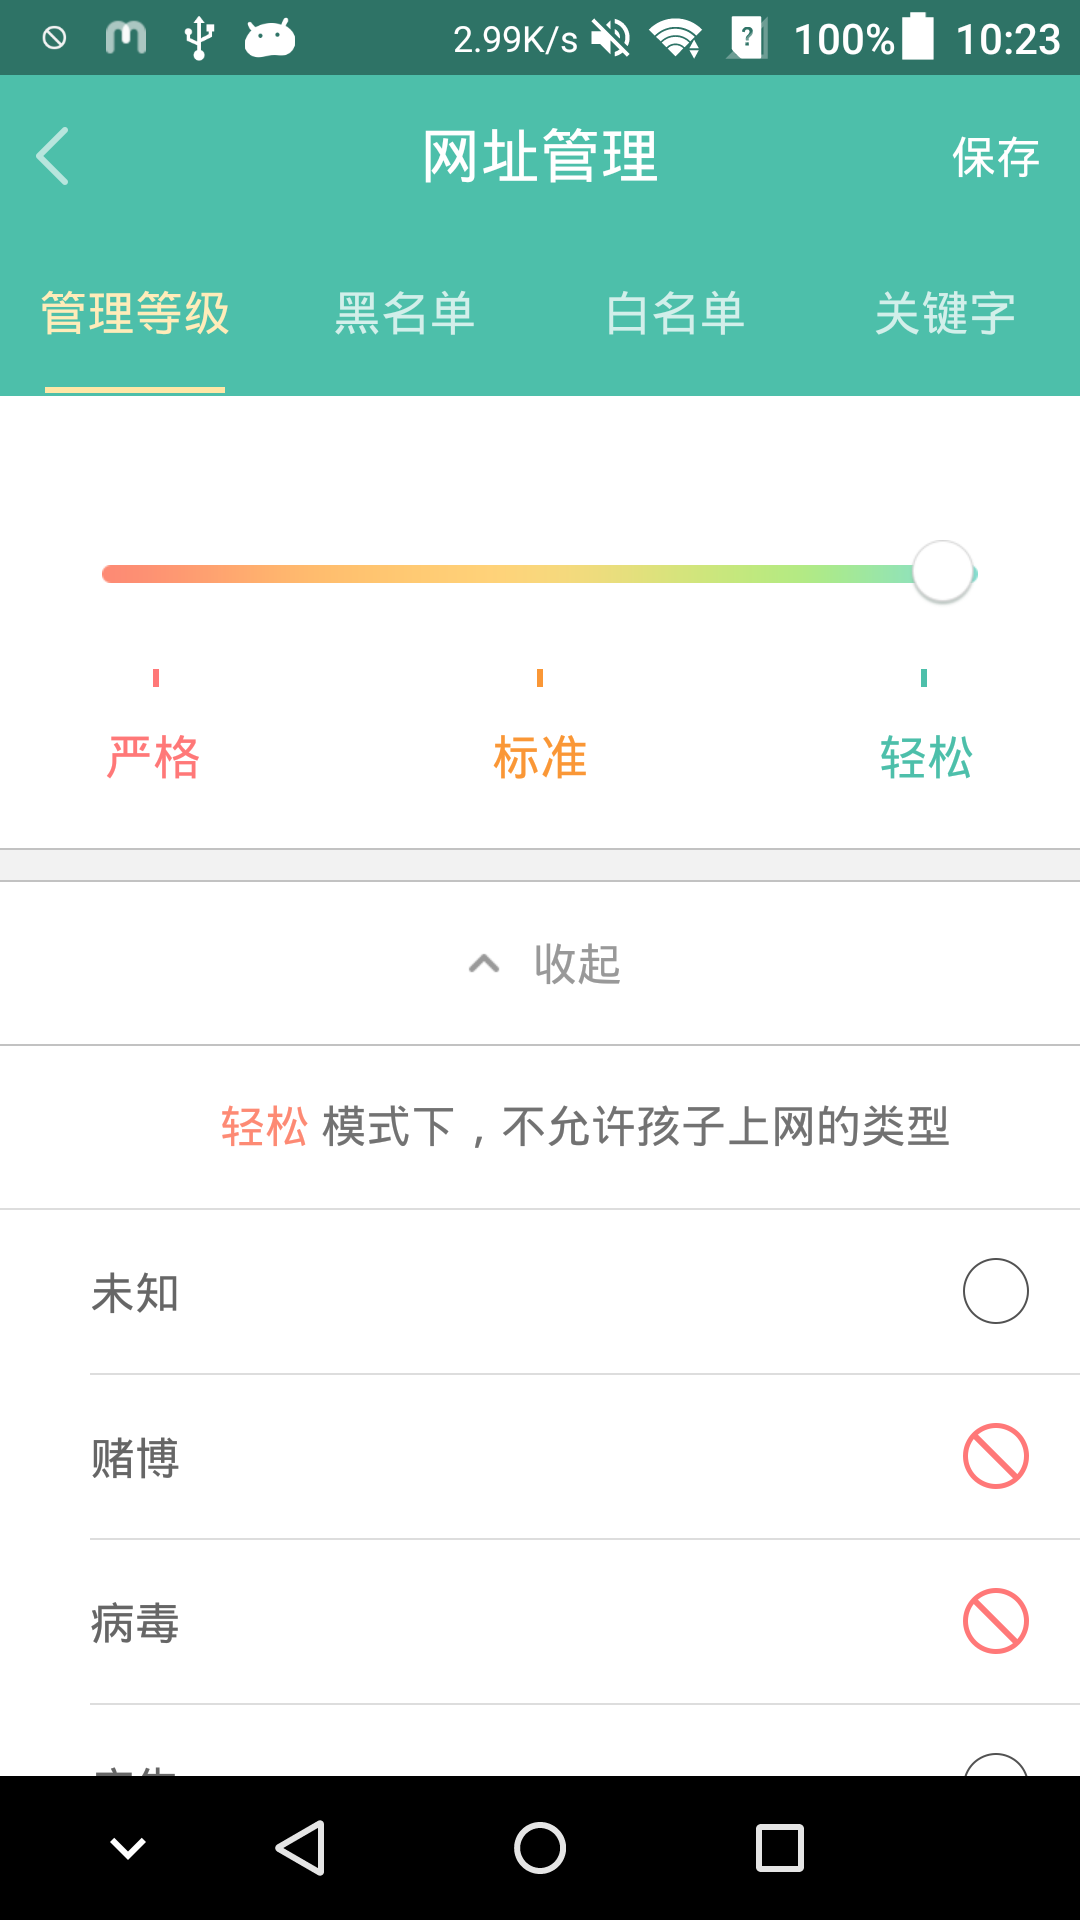 2.99K/s 100% 10:23
网址管理 保存
管理等级 黑名单 白名单 关键字
严格 标准 轻松
收起
轻松 模式下，不允许孩子上网的类型
未知
赌博
病毒